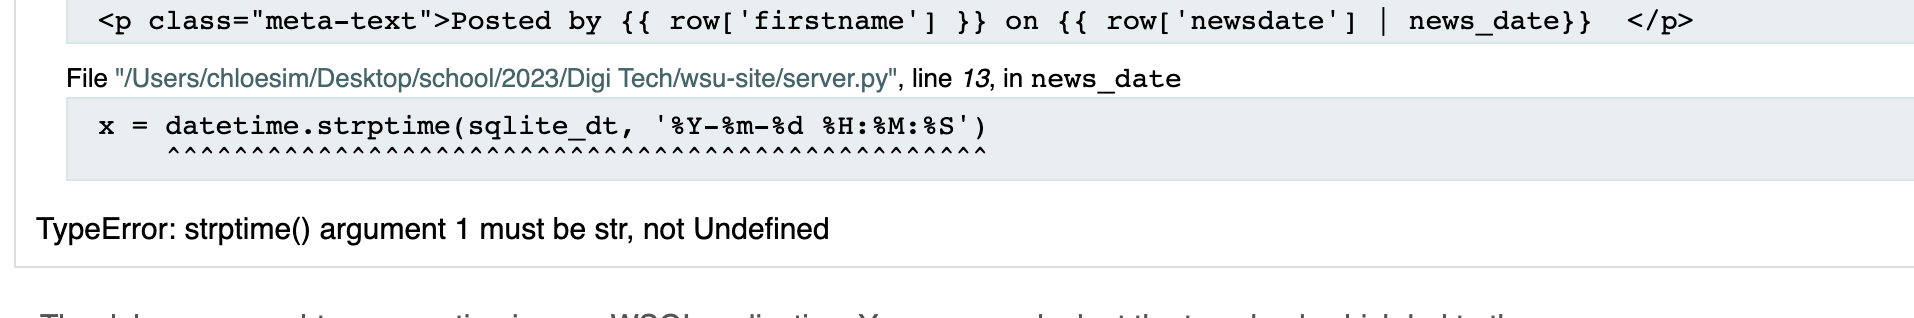 <p class="meta-text">Posted by {{ row['firstname'] }} on {{ row['newsdate'] | news_date}}  </p>
File "/Users/chloesim/Desktop/school/2023/Digi Tech/wsu-site/server.py", line 13, in news_date
x = datetime.strptime(sqlite_dt, '%Y-%m-%d %H:%M:%S')
^^^^^^^^^^^^^^^^^^^^^^^^^^^^^^^^^^^^^^^^^^^^^^^^^
TypeError: strptime() argument 1 must be str, not Undefined